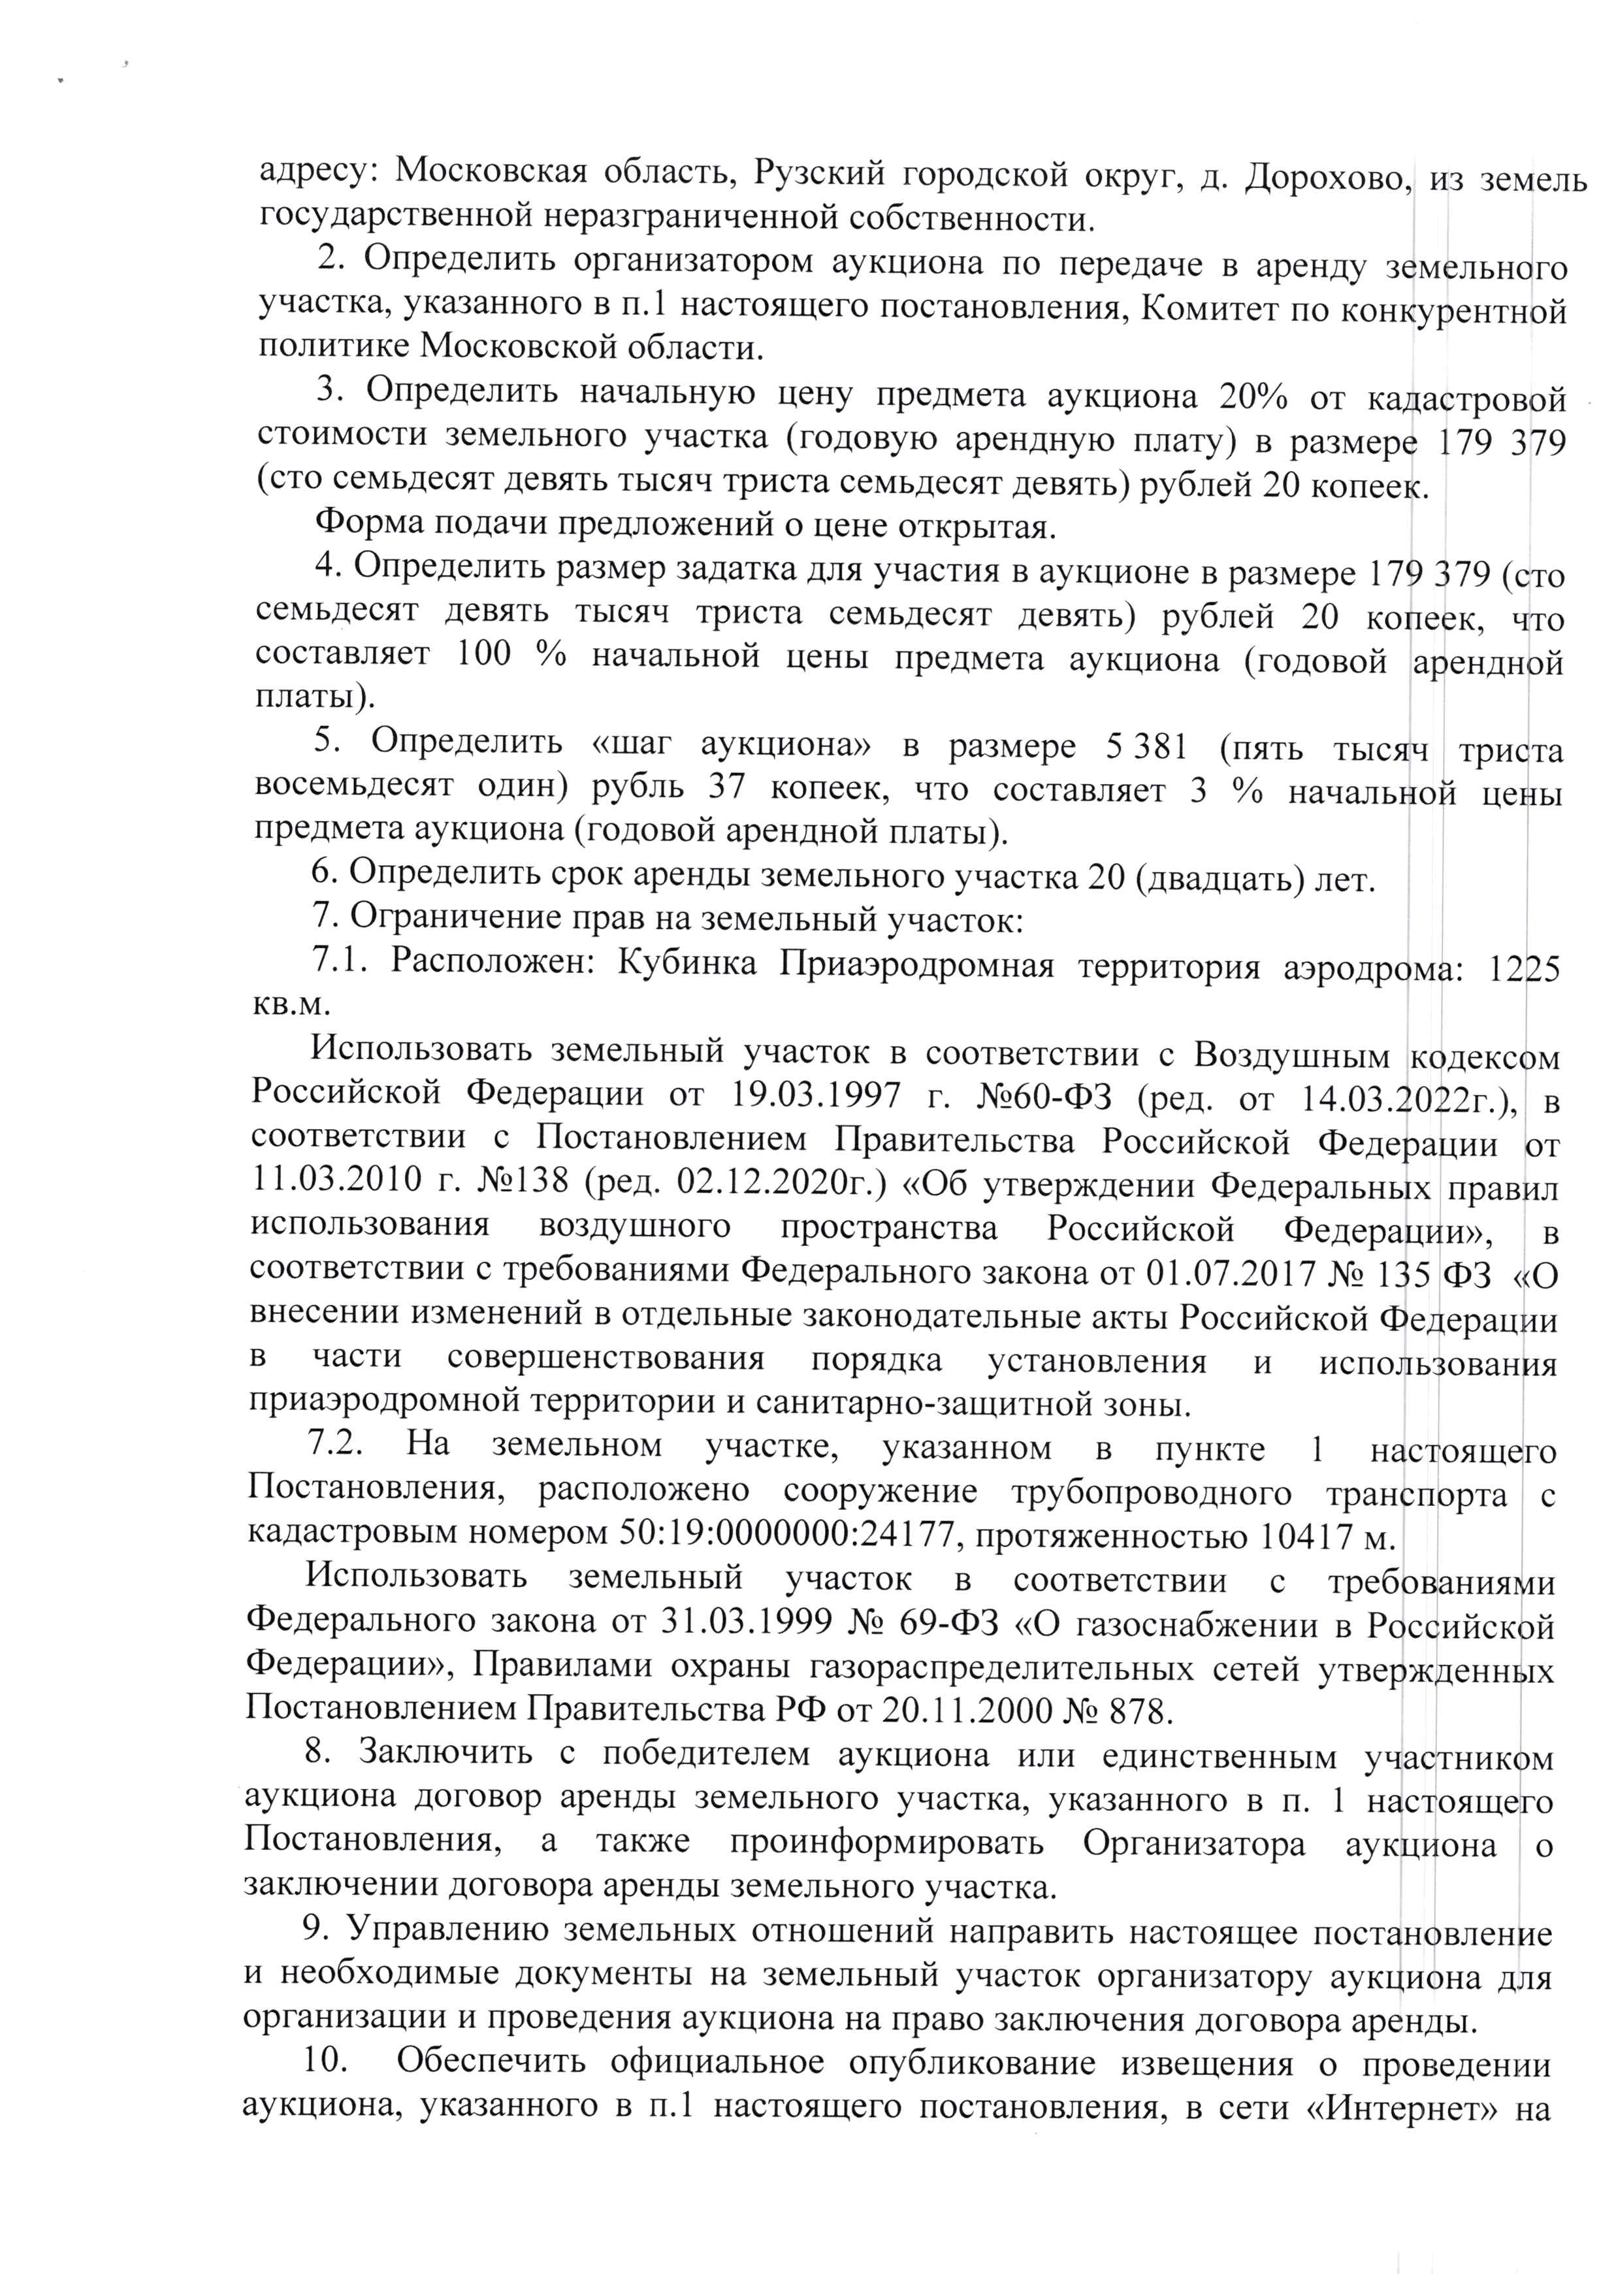 адресу: Московская область, Рузский городской округ, д. Дорохово, из земель
государственной неразграниченной собственности.
2. Определить организатором аукциона по передаче в аренду земельного
участка, указанного в п.1 настоящего постановления, Комитет по конкурентной
политике Московской области.
3. Определить начальную цену предмета аукциона 20% от кадастровой
стоимости земельного участка (годовую арендную плату) в размере 179 379
(сто семьдесят девять тысяч триста семьдесят девять) рублей 20 копеек.
Форма подачи предложений о цене открытая.
4. Определить размер задатка для участия в аукционе в размере 179 379 (сто
семьдесят девять тысяч триста семьдесят девять) рублей 20 копеек, что
составляет 100 % начальной цены предмета аукциона (годовой арендной
платы).
5. Определить «шаг аукциона» в размере 5 381 (пять тысяч триста
восемьдесят один) рубль 37 копеек, что составляет 3 % начальной цены
предмета аукциона (годовой арендной платы).
6. Определить срок аренды земельного участка 20 (двадцать) лет.
7. Ограничение прав на земельный участок:
7.1. Расположен: Кубинка Приаэродромная территория аэродрома: 1225
кв.м.
Использовать земельный участок в соответствии с Воздушным кодексом
Российской Федерации от 19.03.1997 г. №60-ФЗ (ред. от 14.03.2022г.), в
соответствии с Постановлением Правительства Российской Федерации от
11.03.2010 г. №138 (ред. 02.12.2020г.) «Об утверждении Федеральных правил
использования воздушного пространства Российской Федерации», в
соответствии с требованиями Федерального закона от 01.07.2017 № 135 ФЗ «О
внесении изменений в отдельные законодательные акты Российской Федерации
в части совершенствования порядка установления и использования
приаэродромной территории и санитарно-защитной зоны.
7.2. На земельном участке, указанном в пункте 1 настоящего
Постановления, расположено сооружение трубопроводного транспорта с
кадастровым номером 50:19:0000000:24177, протяженностью 10417 м.
Использовать земельный участок в соответствии с требованиями
Федерального закона от 31.03.1999 № 69-ФЗ «О газоснабжении в Российской
Федерации», Правилами охраны газораспределительных сетей утвержденных
Постановлением Правительства РФ от 20.11.2000 № 878.
8. Заключить с победителем аукциона или единственным участником
аукциона договор аренды земельного участка, указанного в п. 1 настоящего
Постановления, а также проинформировать Организатора аукциона о
заключении договора аренды земельного участка.
9. Управлению земельных отношений направить настоящее постановление
и необходимые документы на земельный участок организатору аукциона для
организации и проведения аукциона на право заключения договора аренды.
10. Обеспечить официальное опубликование извещения о проведении
аукциона, указанного в п.1 настоящего постановления, в сети «Интернет» на